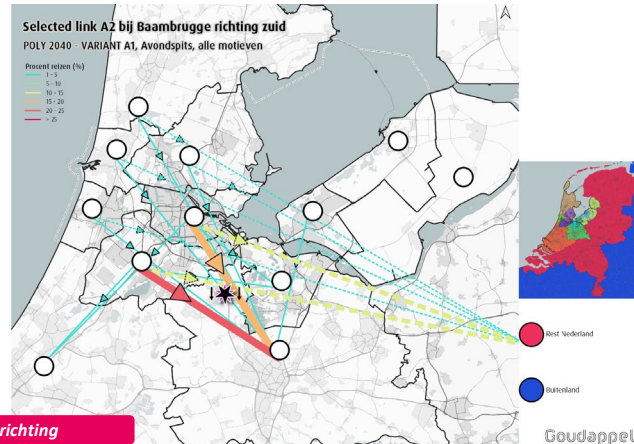 Selected link A2 bij Baambrugge richting zuid
POLY 2040 - VARIANT A1, Avondspits, alle motieven
Procent reizen (%)
1 - 5
5 - 10
10 - 15
15 - 20
20 - 25
> 25
Rest Nederland
Buitenland
richting
Goudappel